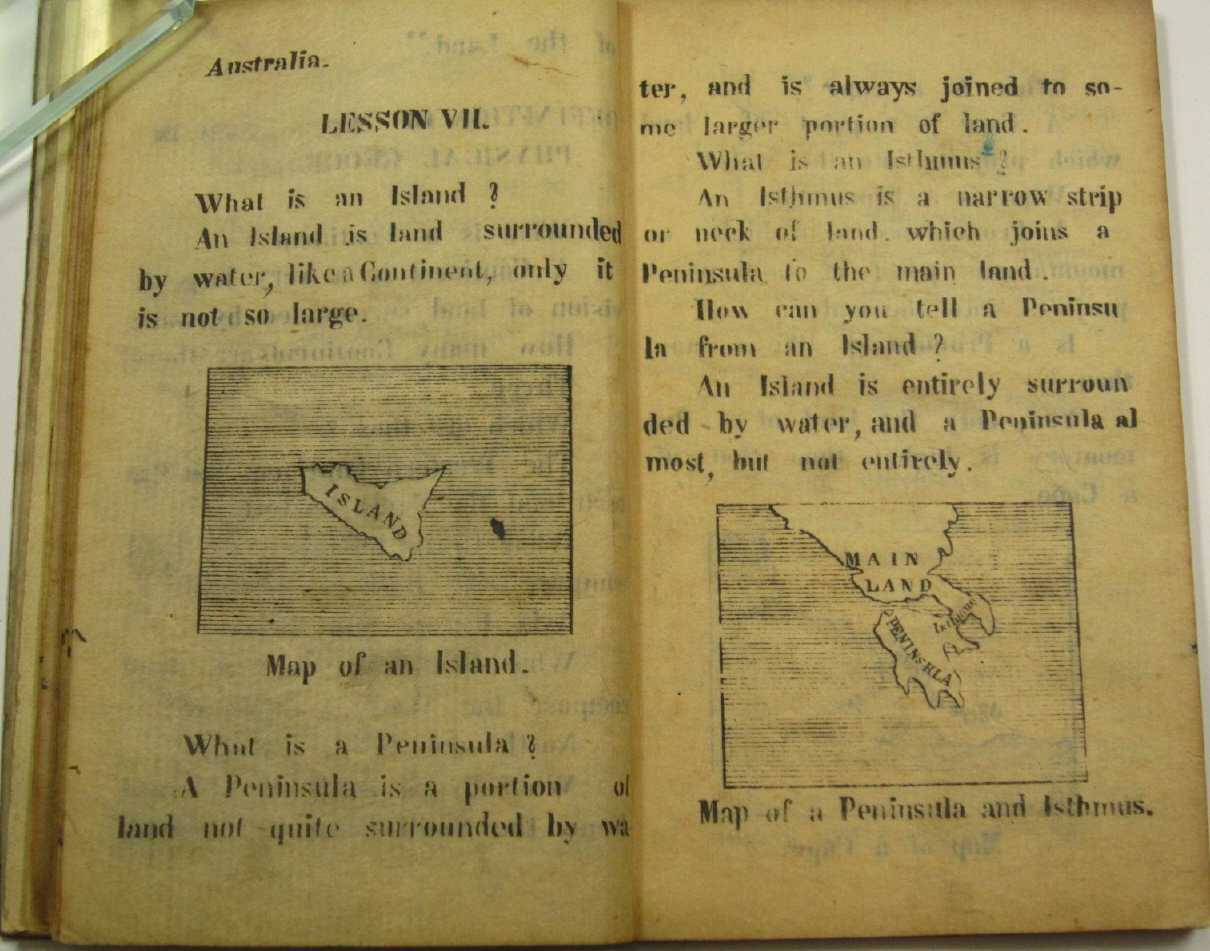 Australia.
LESSON VII.
What is an Island ?
An Island is land surrounded
by water, like a Continent, only it
is not so large.
ISLAND
Map of an Island.
What is a Peninsula ?
A Peninsula is a portion of
land not quite surrounded by wa
ter, and is always joined to so-
me larger portion of land.
What is an Isthmus ?
An Isthmus is a narrow strip
or neck of land which joins a
Peninsula to the main land.
How can you tell a Peninsu
la from an Island ?
An Island is entirely surroun
ded by water, and a Peninsula al
most, but not entirely.
MAIN
LAND
Isthmus
PENINSULA
Map of a Peninsula and Isthmus.